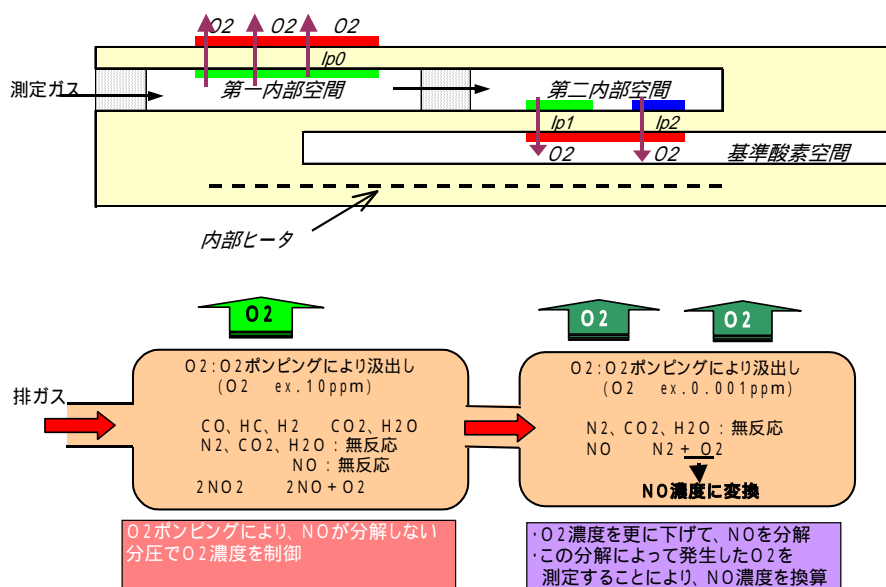 O2 O2 O2
Ip0
測定ガス
第一内部空間
第二内部空間
Ip1
Ip2
O2
O2
基準酸素空間
内部ヒータ
O2
O2
O2
排ガス
O2:O2ポンピングにより汲出し
(O2 ex.10ppm)
CO、HC、H2 CO2、H2O
N2、CO2、H2O：無反応
NO：無反応
2NO2 2NO+O2
O2:O2ポンピングにより汲出し
(O2 ex.0.001ppm)
N2、CO2、H2O：無反応
NO N2+O2
NO濃度に変換
O2ポンピングにより、NOが分解しない
分圧でO2濃度を制御
・O2濃度を更に下げて、NOを分解
・この分解によって発生したO2を
測定することにより、NO濃度を換算